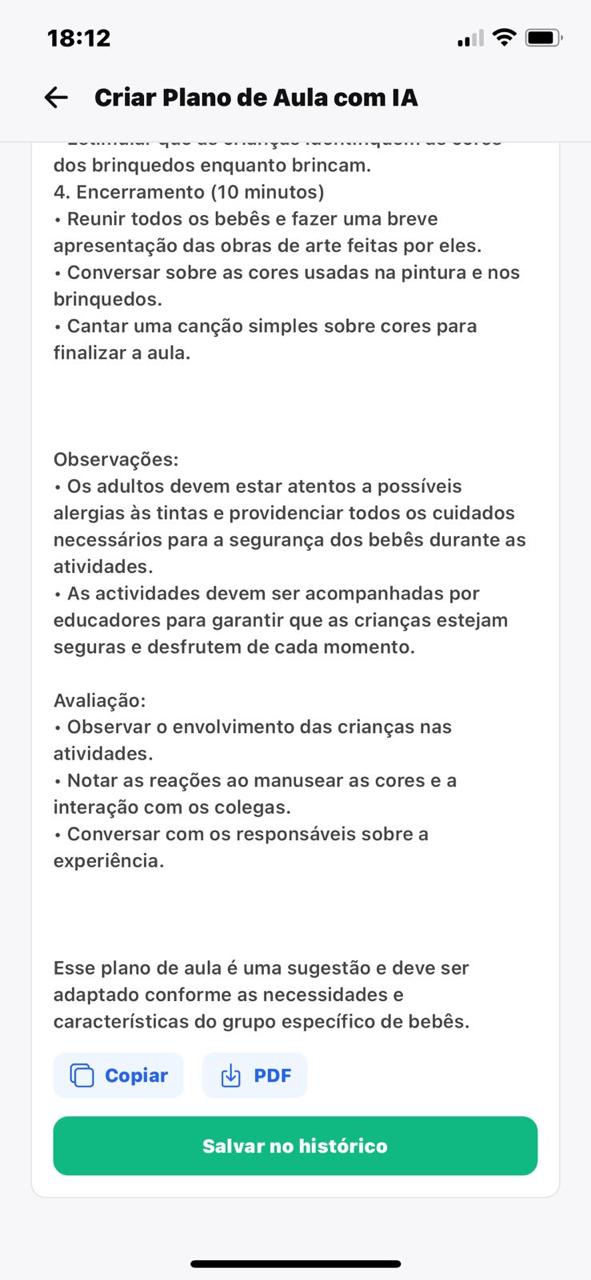 18:12
Criar Plano de Aula com IA
• Estimular que as crianças identifiquem as cores
dos brinquedos enquanto brincam.
4. Encerramento (10 minutos)
• Reunir todos os bebês e fazer uma breve
apresentação das obras de arte feitas por eles.
• Conversar sobre as cores usadas na pintura e nos
brinquedos.
• Cantar uma canção simples sobre cores para
finalizar a aula.
Observações:
• Os adultos devem estar atentos a possíveis
alergias às tintas e providenciar todos os cuidados
necessários para a segurança dos bebês durante as
atividades.
• As actividades devem ser acompanhadas por
educadores para garantir que as crianças estejam
seguras e desfrutem de cada momento.
Avaliação:
• Observar o envolvimento das crianças nas
atividades.
• Notar as reações ao manusear as cores e a
interação com os colegas.
• Conversar com os responsáveis sobre a
experiência.
Esse plano de aula é uma sugestão e deve ser
adaptado conforme as necessidades e
características do grupo específico de bebês.
Copiar
PDF
Salvar no histórico